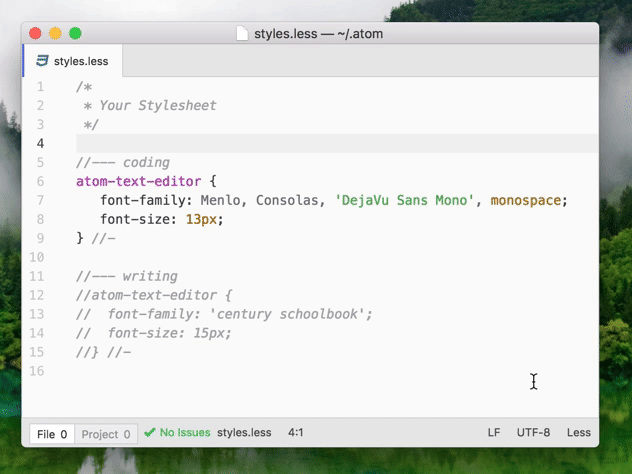 styles.less — ~/.atom
styles.less
1 /*
2  * Your Stylesheet
3  */
4
5 //--- coding
6 atom-text-editor {
7    font-family: Menlo, Consolas, 'DejaVu Sans Mono', monospace;
8    font-size: 13px;
9 } //-
10
11 //--- writing
12 //atom-text-editor {
13 //  font-family: 'century schoolbook';
14 //  font-size: 15px;
15 //} //-
16
File 0 Project 0 No Issues styles.less 4:1 LF UTF-8 Less